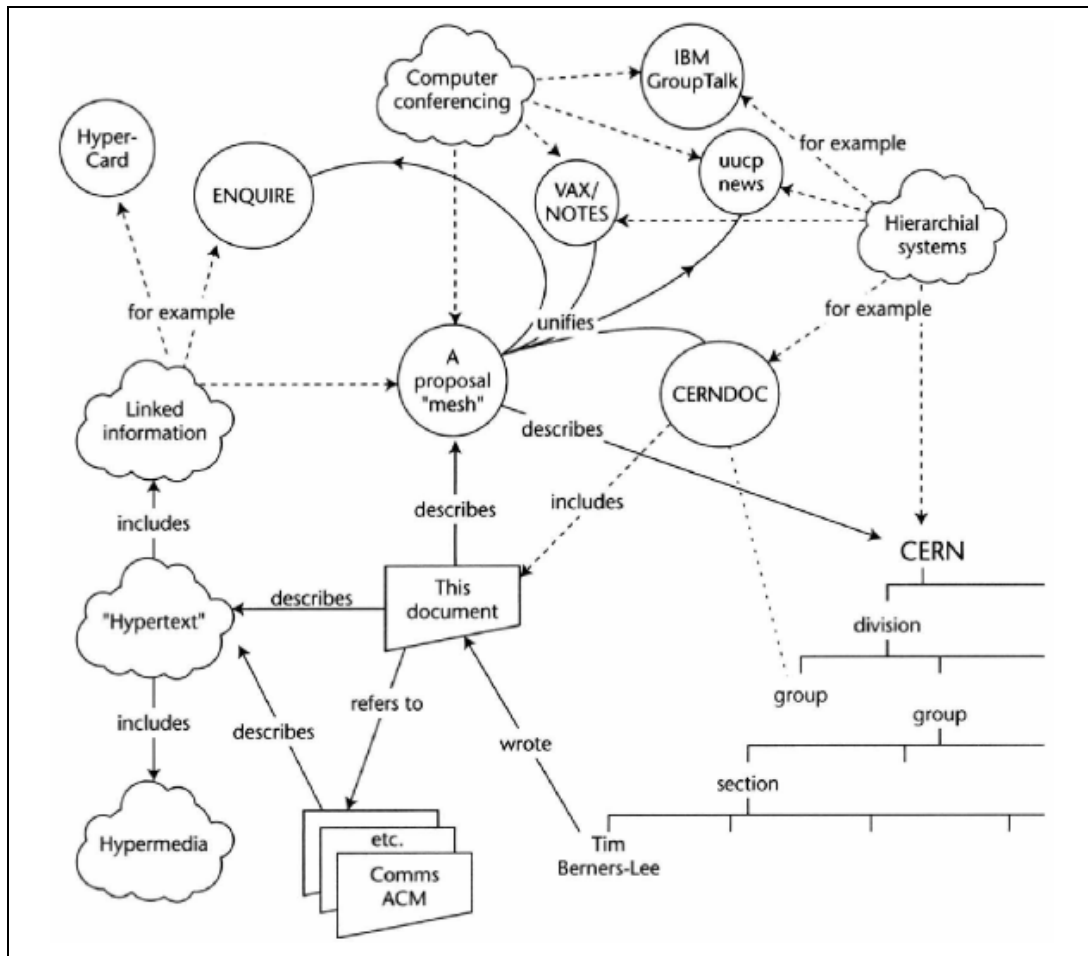 Computer
conferencing
IBM
GroupTalk
Hyper-
Card
for example
uucp
news
ENQUIRE
VAX/
NOTES
Hierarchial
systems
for example
unifies
for example
A
proposal
"mesh"
CERNDOC
Linked
information
describes
includes
describes
includes
CERN
This
document
describes
"Hypertext"
division
refers to
group
group
includes
describes
wrote
section
Hypermedia
etc.
Tim
Berners-Lee
Comms
ACM